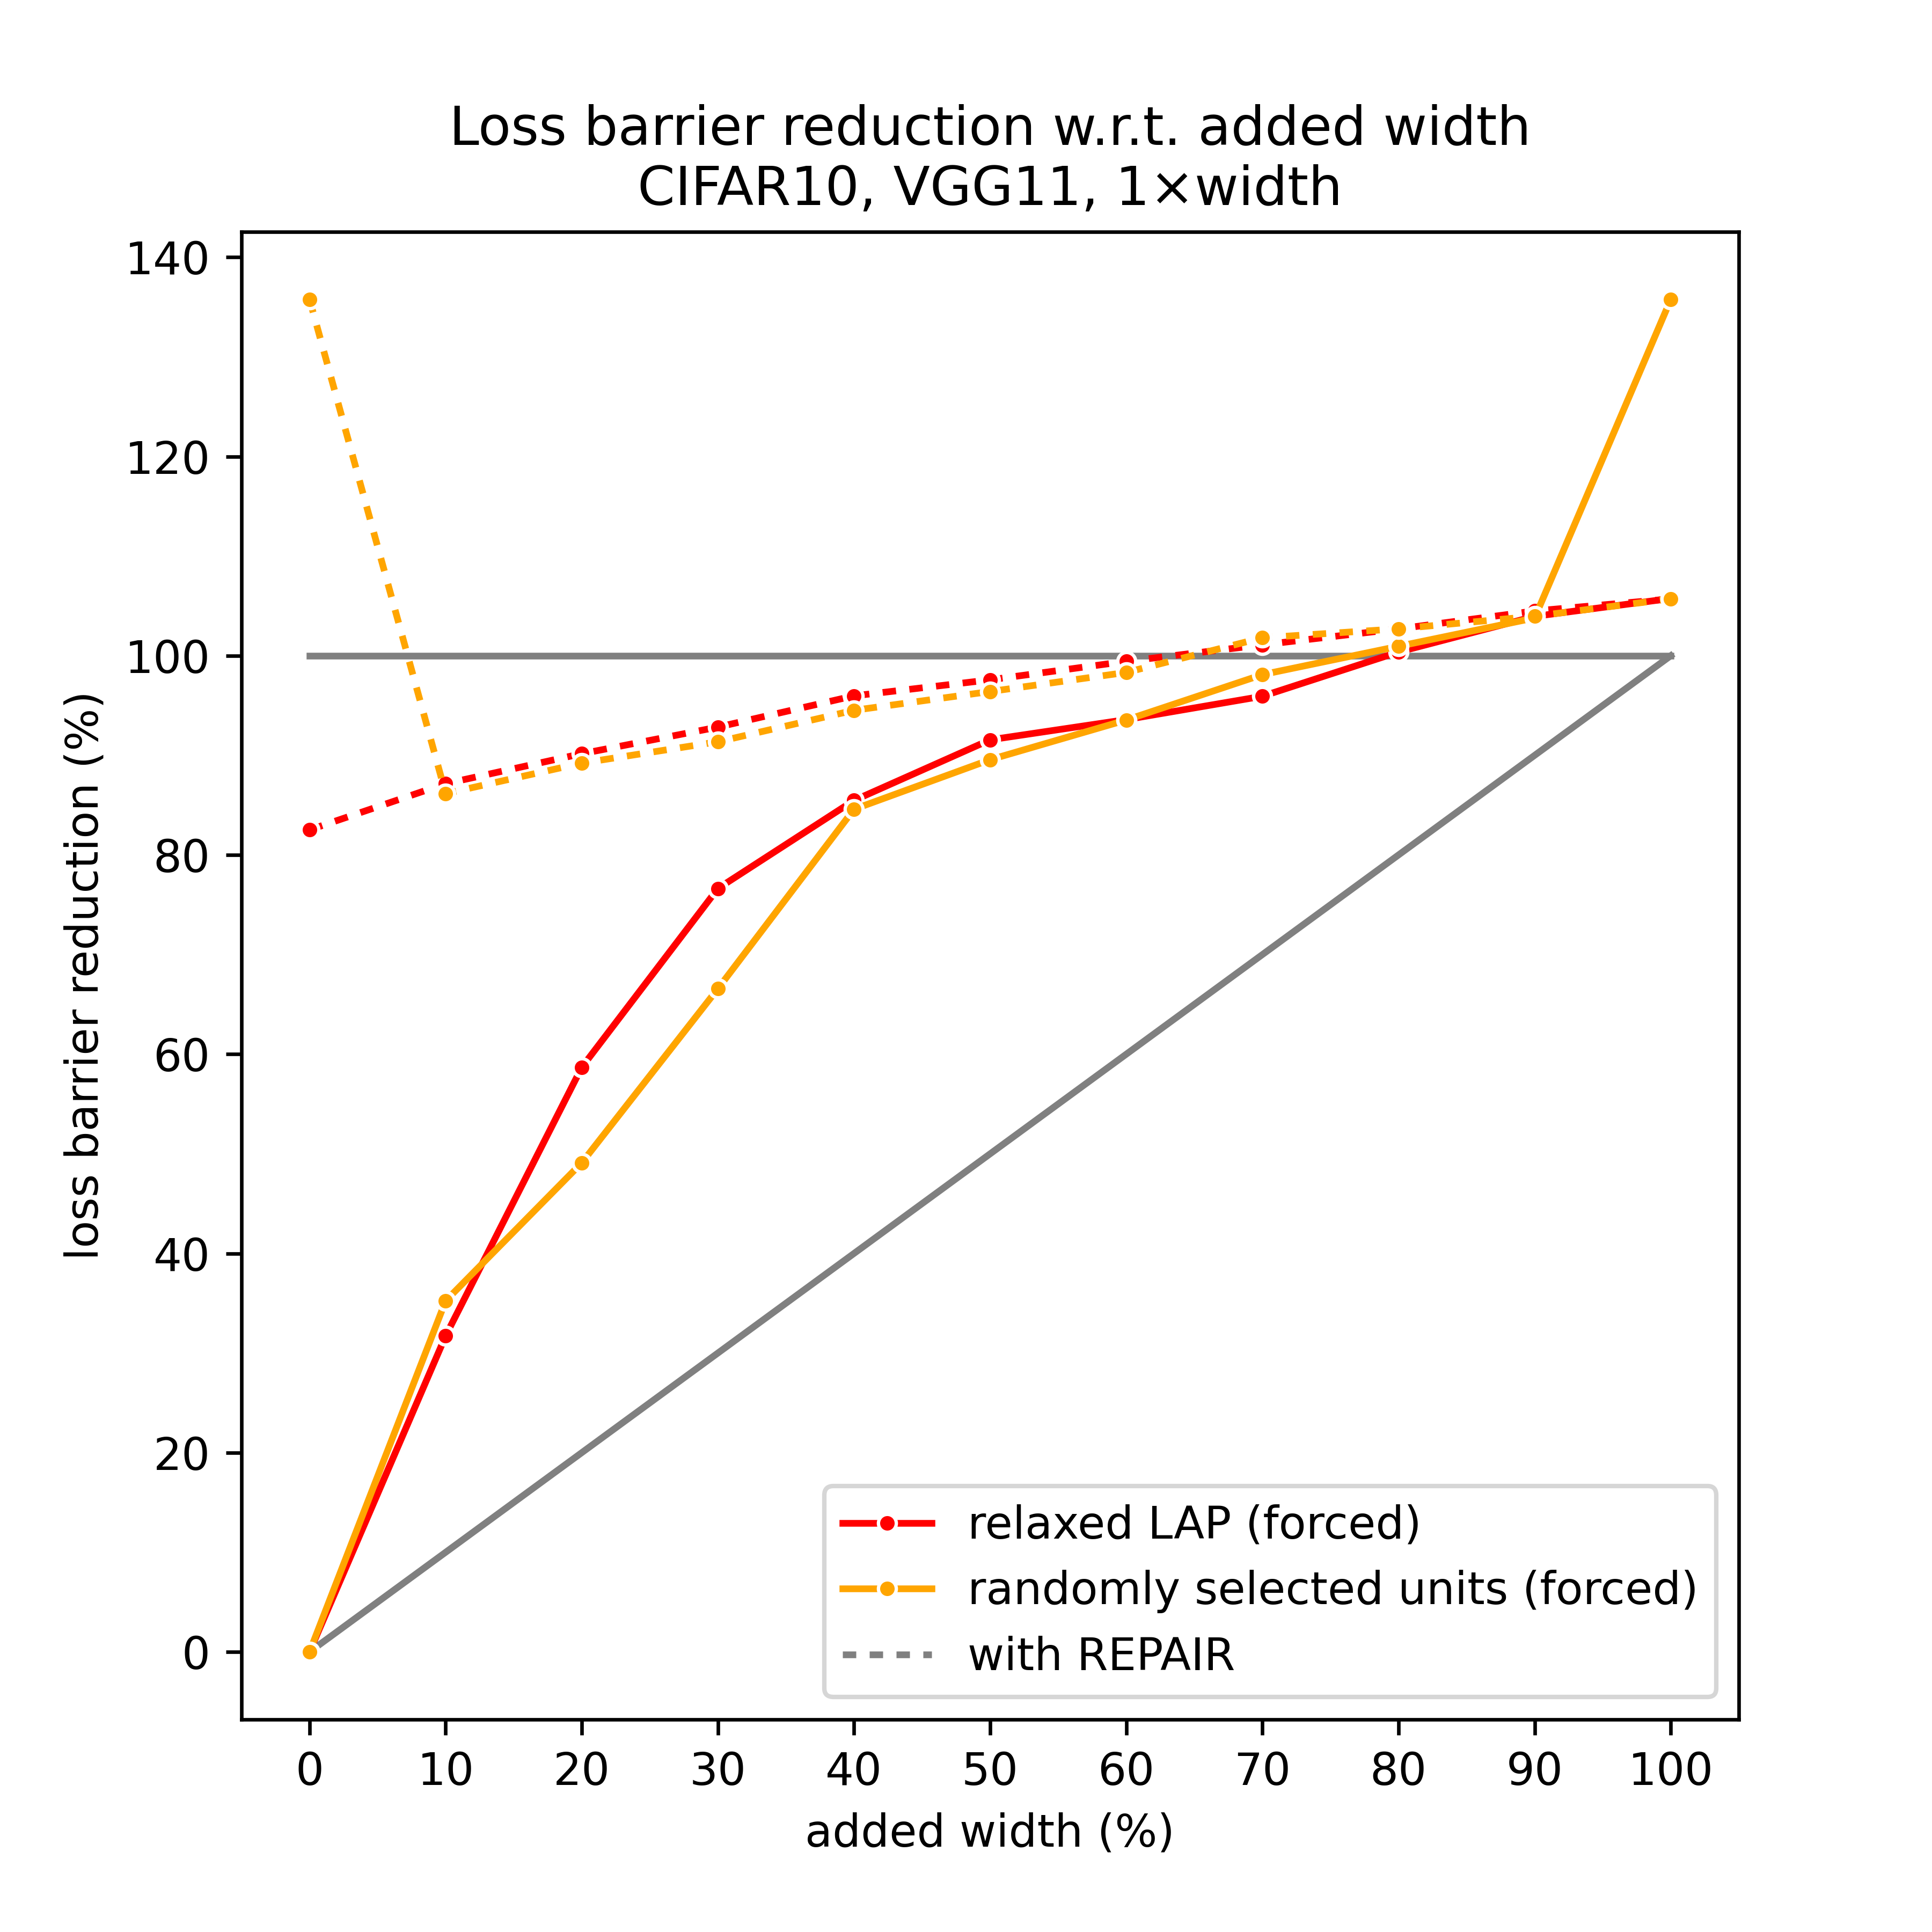 Loss barrier reduction w.r.t. added width
CIFAR10, VGG11, 1×width
loss barrier reduction (%)
140
120
100
80
60
40
20
0
relaxed LAP (forced)
randomly selected units (forced)
with REPAIR
0 10 20 30 40 50 60 70 80 90 100
added width (%)